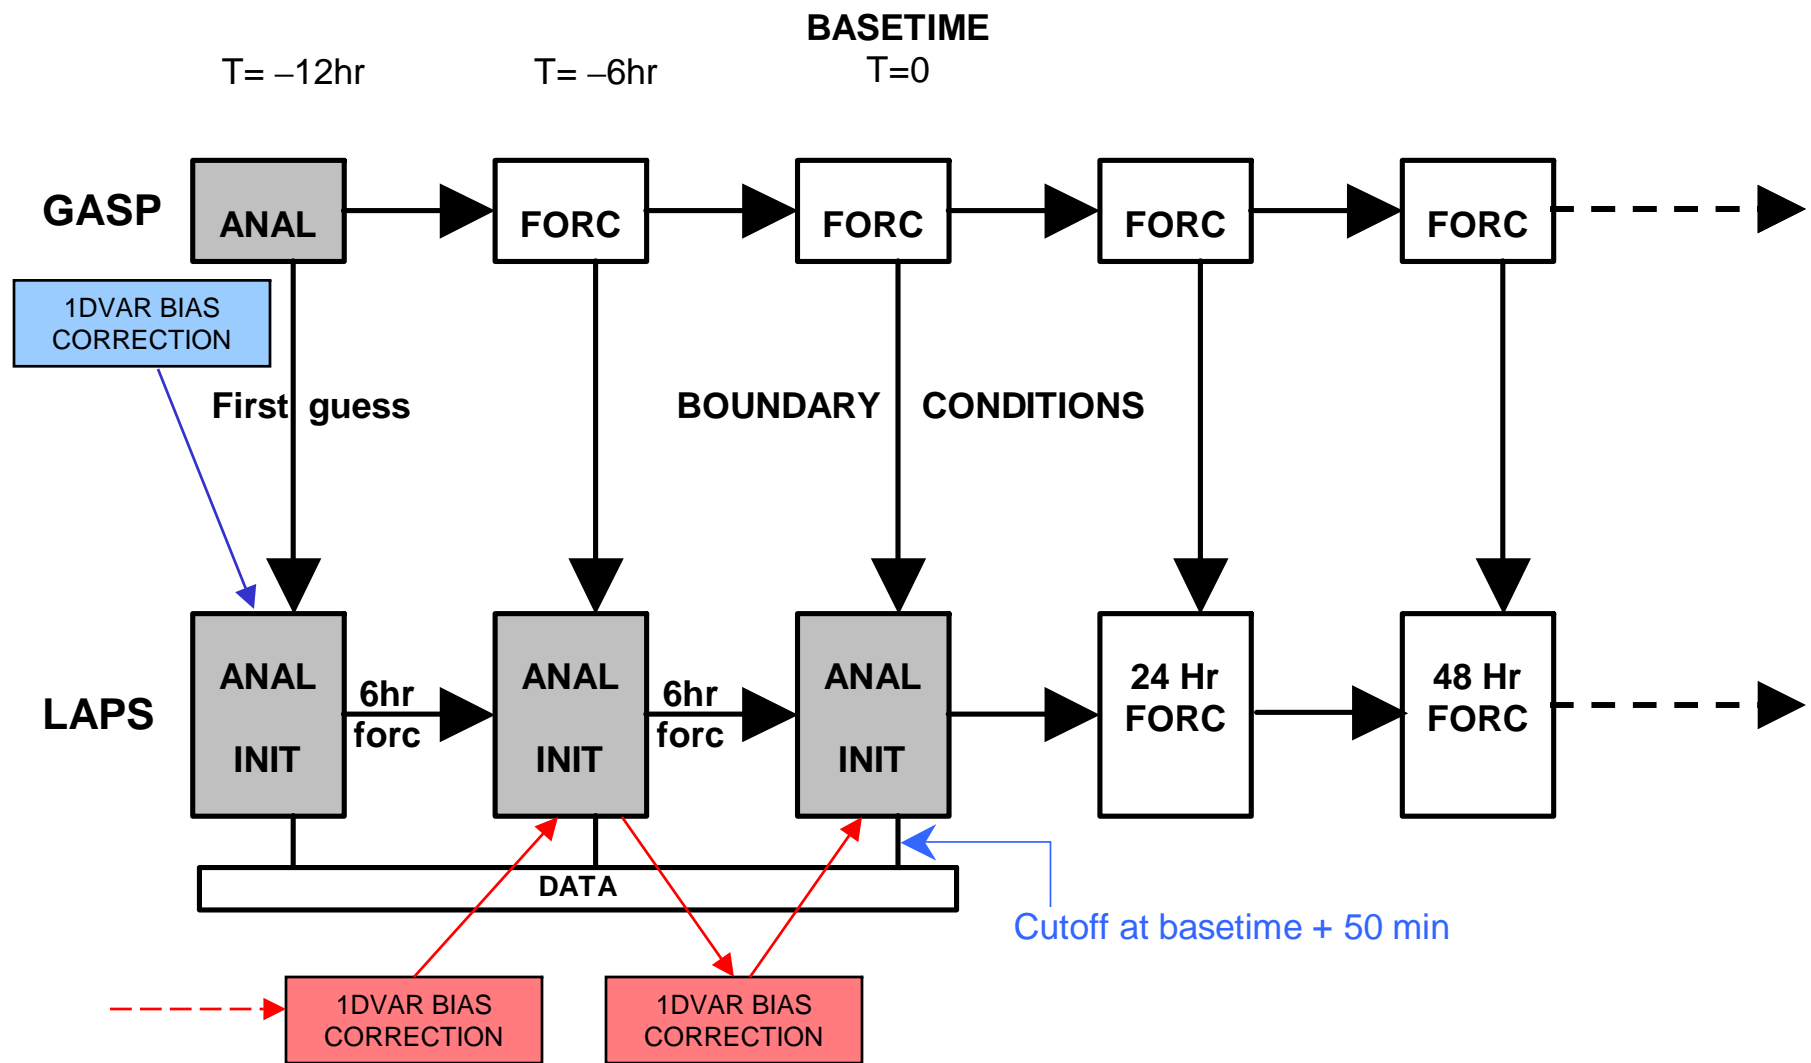 BASETIME
T= –12hr
T= –6hr
T=0
GASP
ANAL
FORC
FORC
FORC
FORC
1DVAR BIAS
CORRECTION
First guess
BOUNDARY CONDITIONS
LAPS
ANAL
INIT
6hr
forc
ANAL
INIT
6hr
forc
ANAL
INIT
24 Hr
FORC
48 Hr
FORC
DATA
Cutoff at basetime + 50 min
1DVAR BIAS
CORRECTION
1DVAR BIAS
CORRECTION